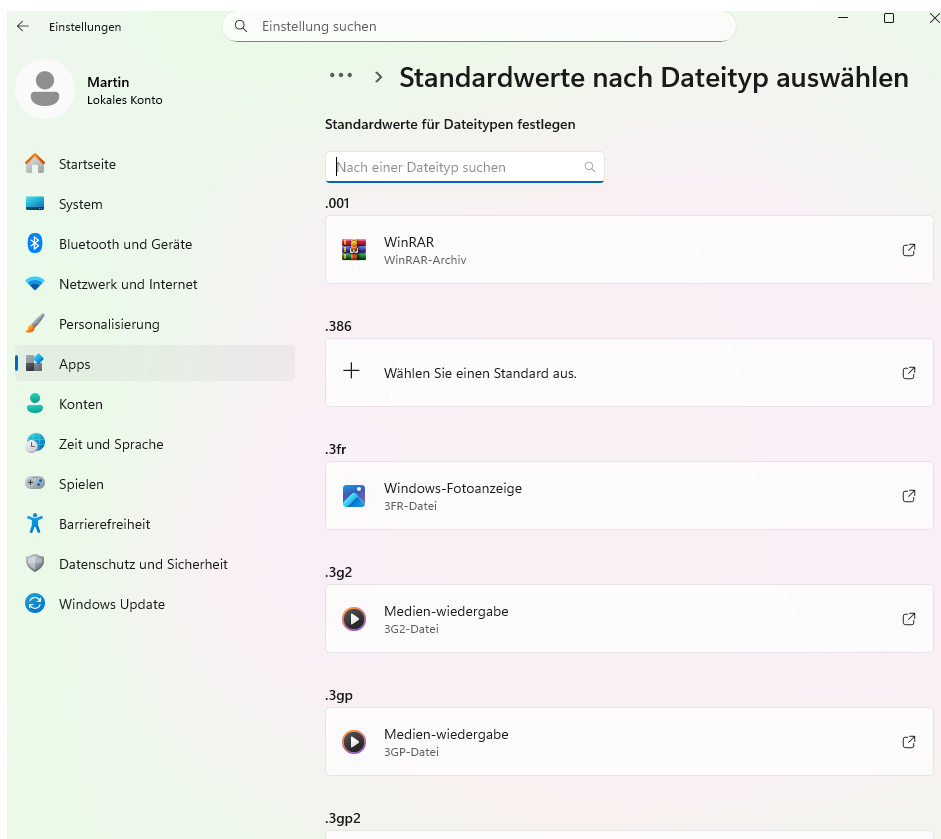 Einstellungen
Einstellung suchen
Martin
Lokales Konto
Startseite
System
Bluetooth und Geräte
Netzwerk und Internet
Personalisierung
Apps
Konten
Zeit und Sprache
Spielen
Barrierefreiheit
Datenschutz und Sicherheit
Windows Update
... > Standardwerte nach Dateityp auswählen
Standardwerte für Dateitypen festlegen
Nach einer Dateityp suchen
.001
WinRAR
WinRAR-Archiv
.386
Wählen Sie einen Standard aus.
.3fr
Windows-Fotoanzeige
3FR-Datei
.3g2
Medien-wiedergabe
3G2-Datei
.3gp
Medien-wiedergabe
3GP-Datei
.3gp2